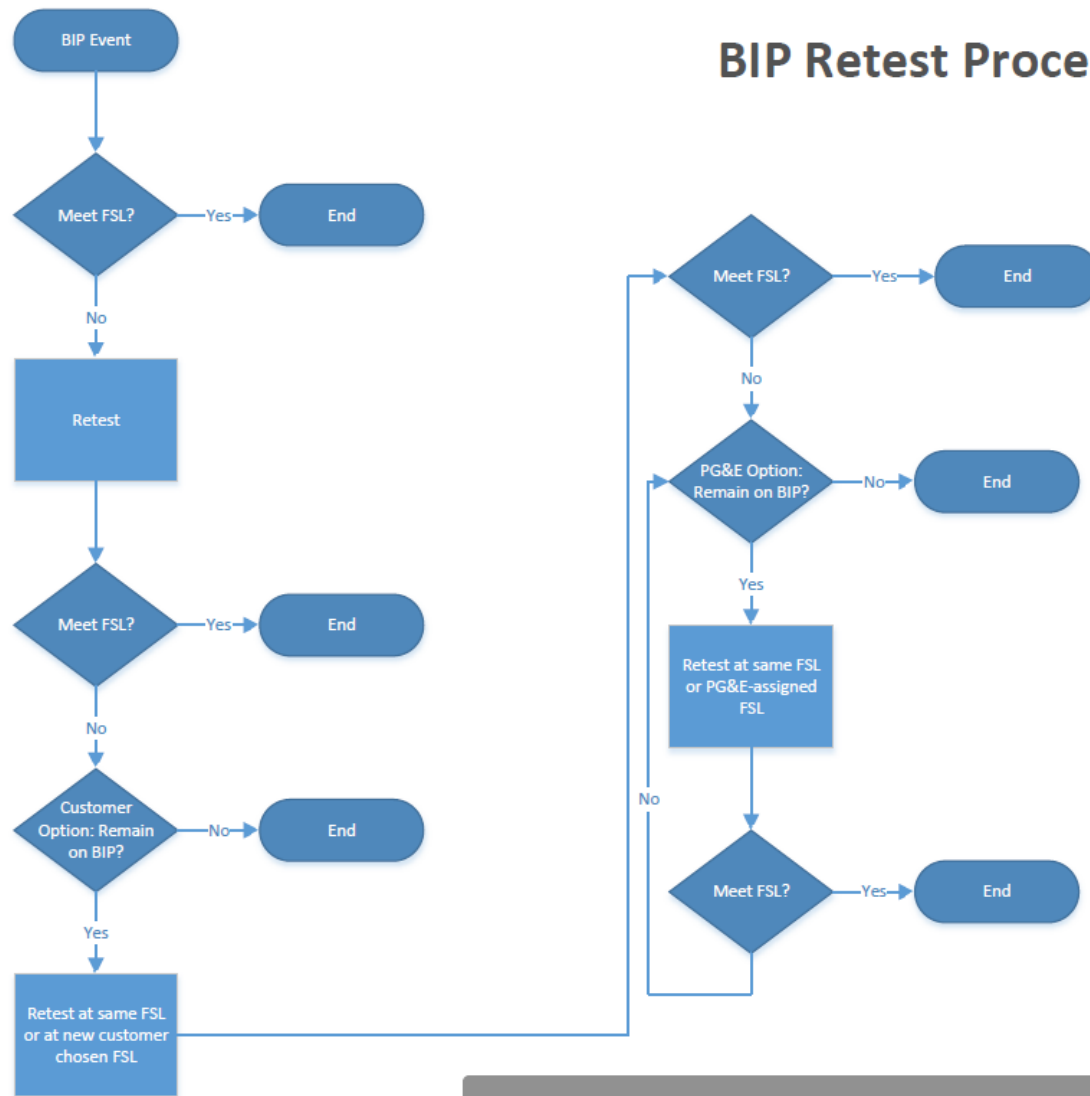 BIP Event
BIP Retest Proce
Meet FSL?
Yes
End
No
Retest
Meet FSL?
Yes
End
No
Customer
Option: Remain
on BIP?
No
End
Yes
Retest at same FSL
or at new customer
chosen FSL
Meet FSL?
Yes
End
No
PG&E Option:
Remain on BIP?
No
End
Yes
Retest at same FSL
or PG&E-assigned
FSL
No
Meet FSL?
Yes
End